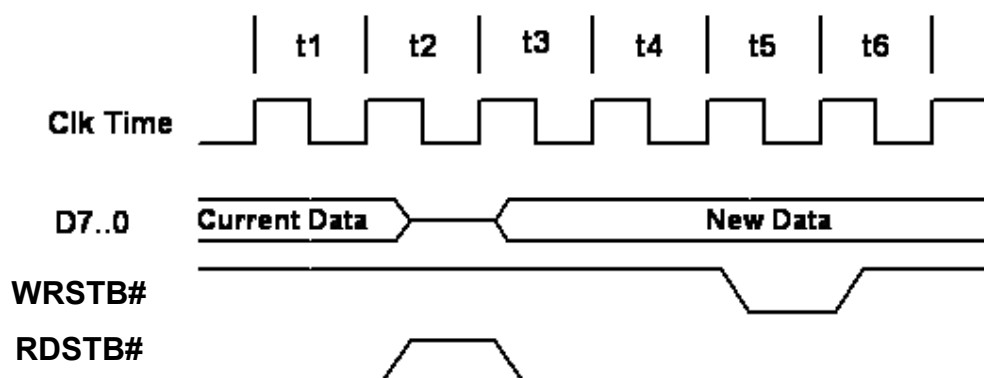 t1 t2 t3 t4 t5 t6
Clk Time
D7..0 Current Data New Data
WRSTB#
RDSTB#